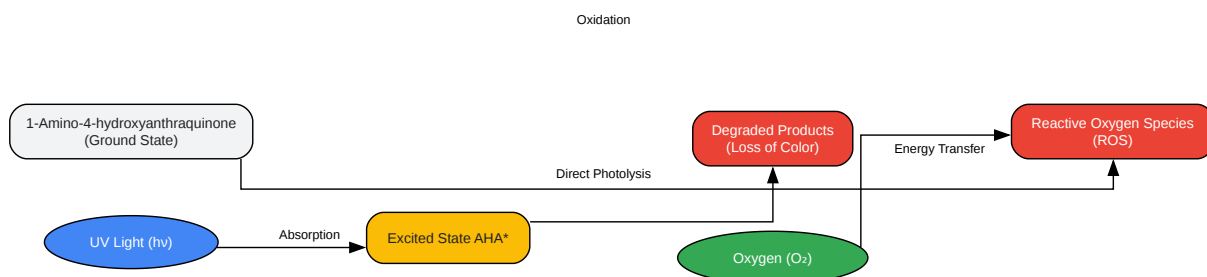 Oxidation
1-Amino-4-hydroxyanthraquinone
(Ground State)
Degraded Products
(Loss of Color)
Reactive Oxygen Species
(ROS)
Energy Transfer
Direct Photolysis
UV Light (hν)
Absorption
Excited State AHA*
Oxygen (O₂)